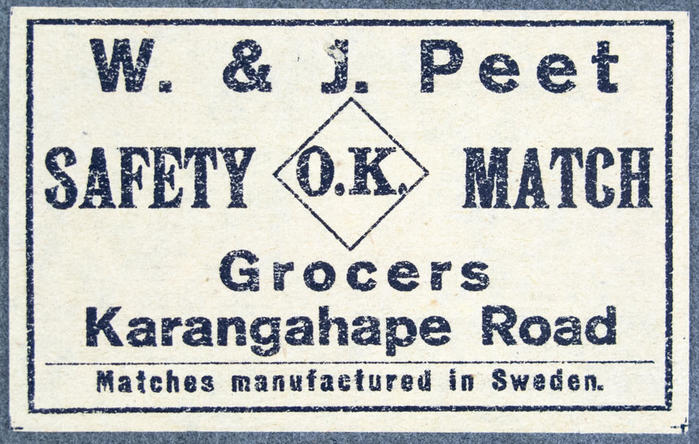 W. & J. Peet
SAFETY O.K. MATCH
Grocers
Karangahape Road
Matches manufactured in Sweden.